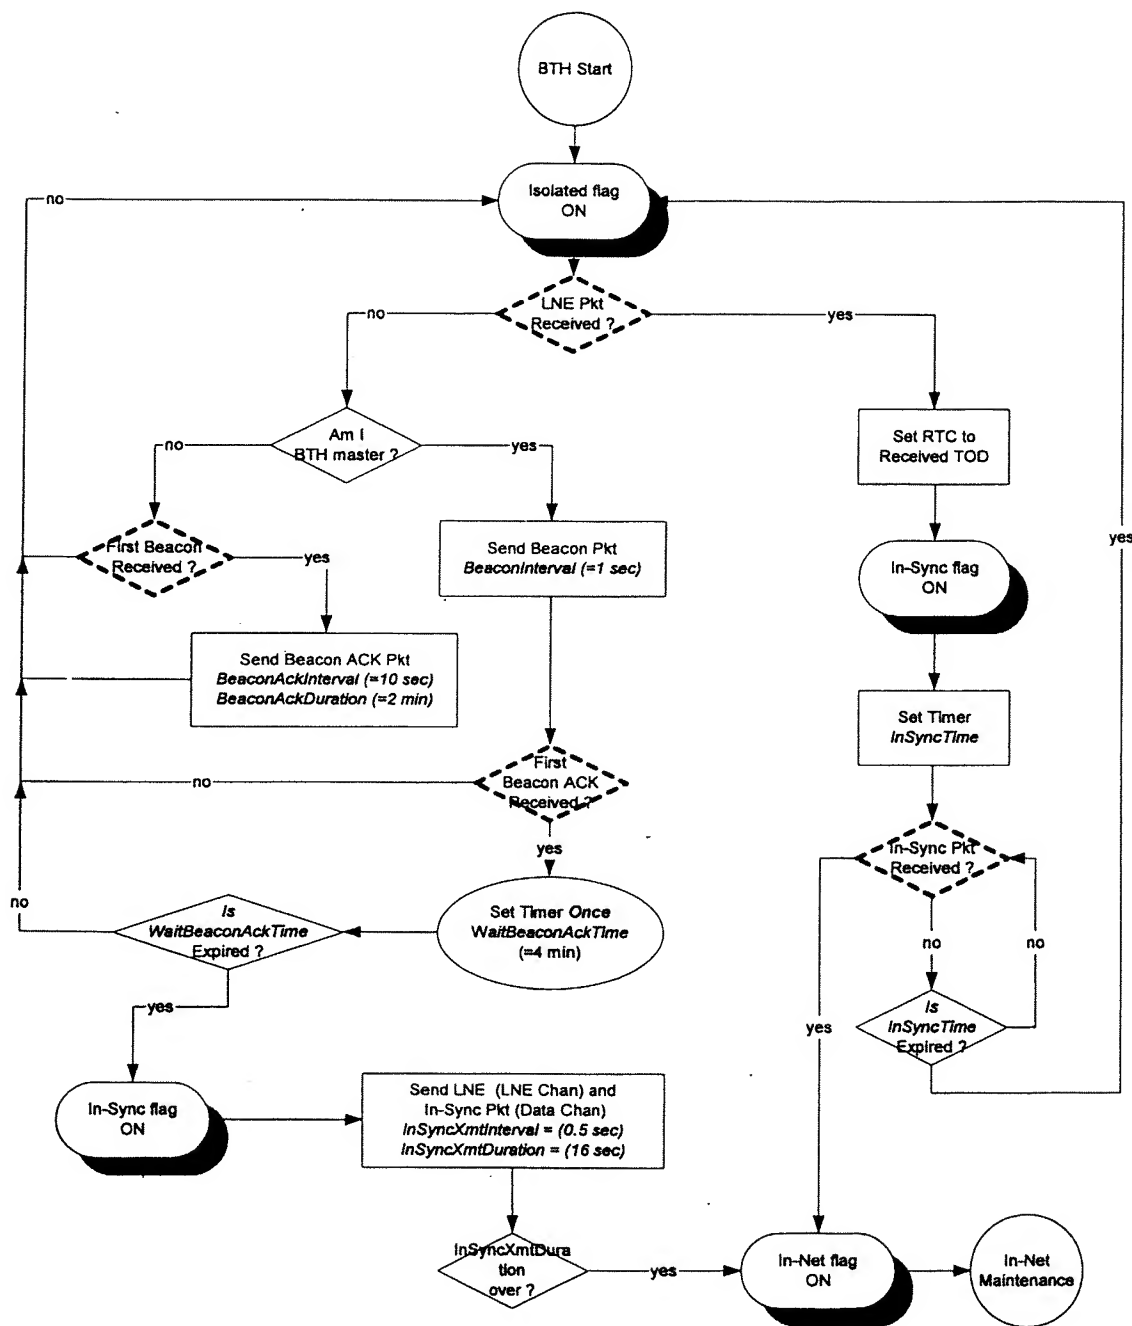 BTH Start
Isolated flag
ON
no
LNE Pkt
Received ?
no
yes
Am I
BTH master ?
no
yes
Set RTC to
Received TOD
First Beacon
Received ?
yes
Send Beacon Pkt
BeaconInterval (=1 sec)
In-Sync flag
ON
yes
Send Beacon ACK Pkt
BeaconAckInterval (=10 sec)
BeaconAckDuration (=2 min)
Set Timer
InSyncTime
First
Beacon ACK
Received ?
no
yes
In-Sync Pkt
Received ?
no
Is
WaitBeaconAckTime
Expired ?
Set Timer Once
WaitBeaconAckTime
(=4 min)
no
no
yes
Is
InSyncTime
Expired ?
yes
In-Sync flag
ON
Send LNE (LNE Chan) and
In-Sync Pkt (Data Chan)
InSyncXmtInterval = (0.5 sec)
InSyncXmtDuration = (16 sec)
InSyncXmtDura
tion
over ?
yes
In-Net flag
ON
In-Net
Maintenance